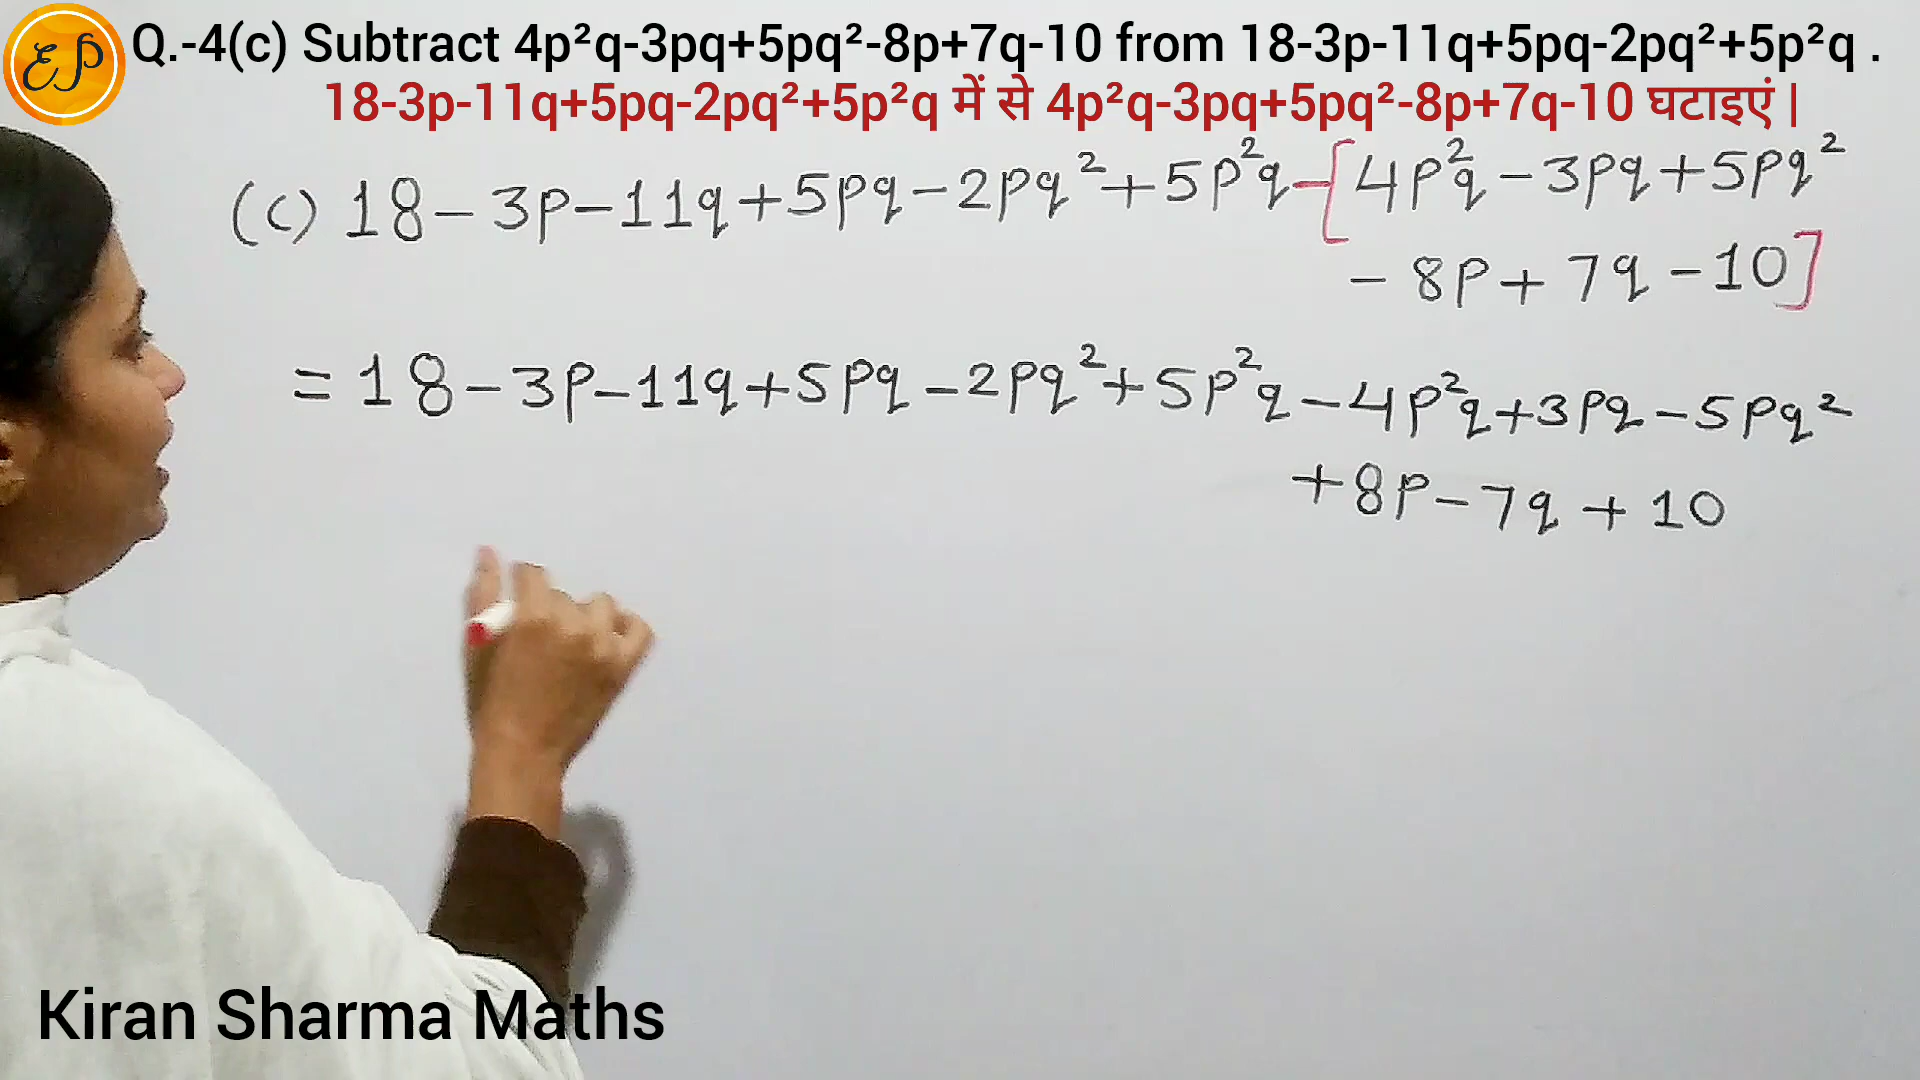 EP
Q.-4(c) Subtract 4p²q-3pq+5pq²-8p+7q-10 from 18-3p-11q+5pq-2pq²+5p²q .
18-3p-11q+5pq-2pq²+5p²q में से 4p²q-3pq+5pq²-8p+7q-10 घटाइएं |
(c) 18-3p-11q+5pq-2pq²+5p²q-[4p²q-3pq+5pq²
-8p+7q-10]
=18-3p-11q+5pq-2pq²+5p²q-4p²q+3pq-5pq²
+8p-7q+10
Kiran Sharma Maths